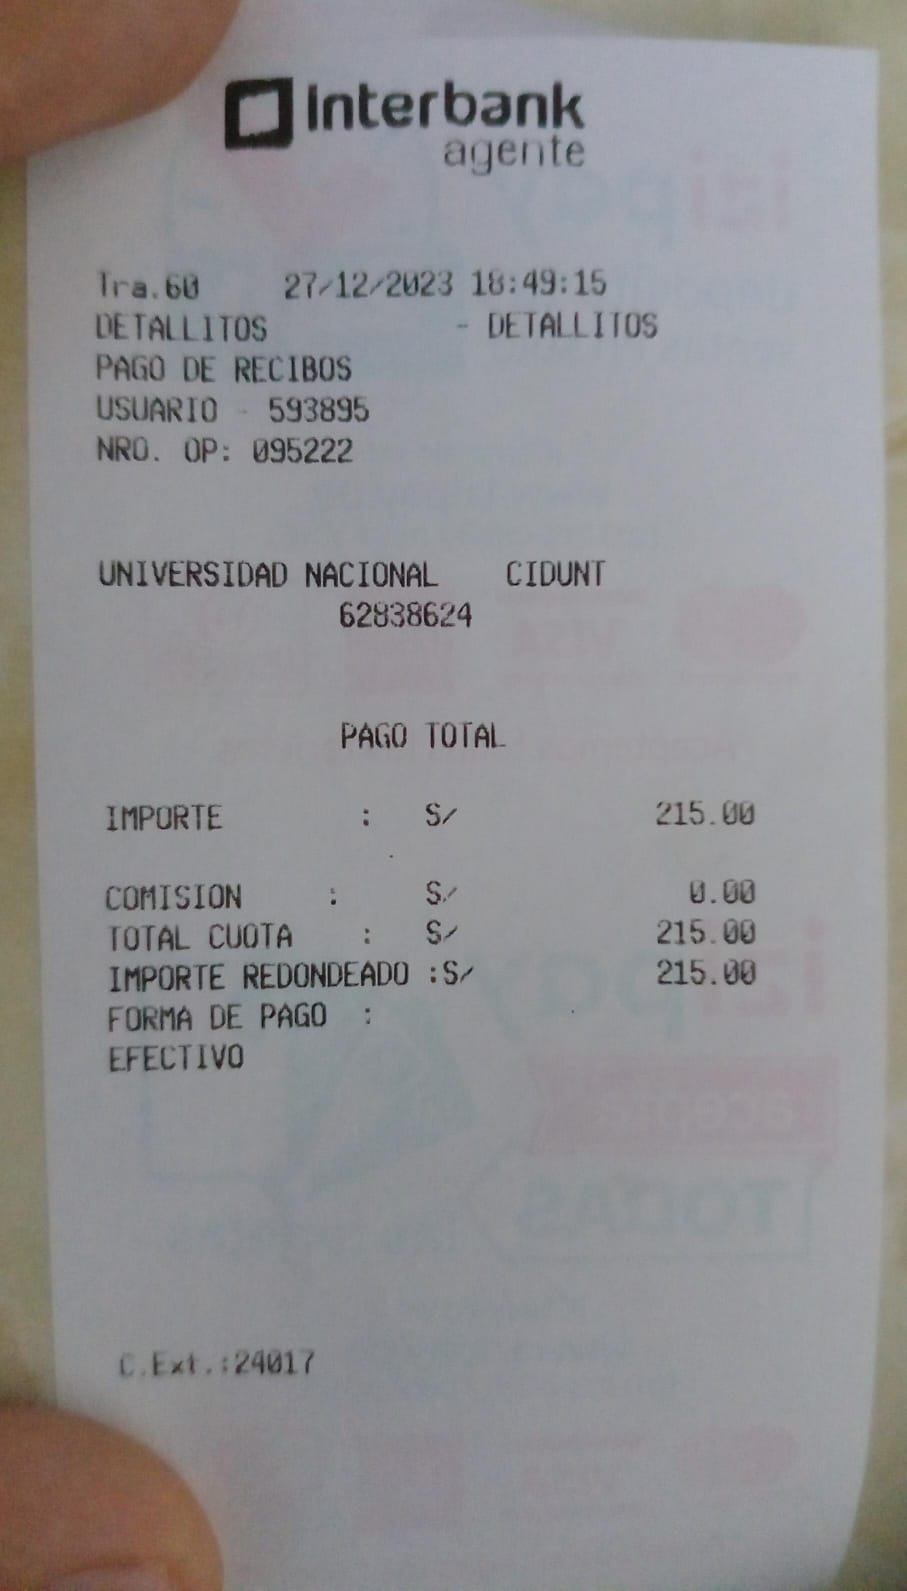 Interbank
agente
Tra.60 27/12/2023 18:49:15
DETALLITOS - DETALLITOS
PAGO DE RECIBOS
USUARIO - 593895
NRO. OP: 095222
UNIVERSIDAD NACIONAL CIDUNT
62838624
PAGO TOTAL
IMPORTE : S/ 215.00
COMISION : S/ 0.00
TOTAL CUOTA : S/ 215.00
IMPORTE REDONDEADO :S/ 215.00
FORMA DE PAGO :
EFECTIVO
C.Ext.:24017